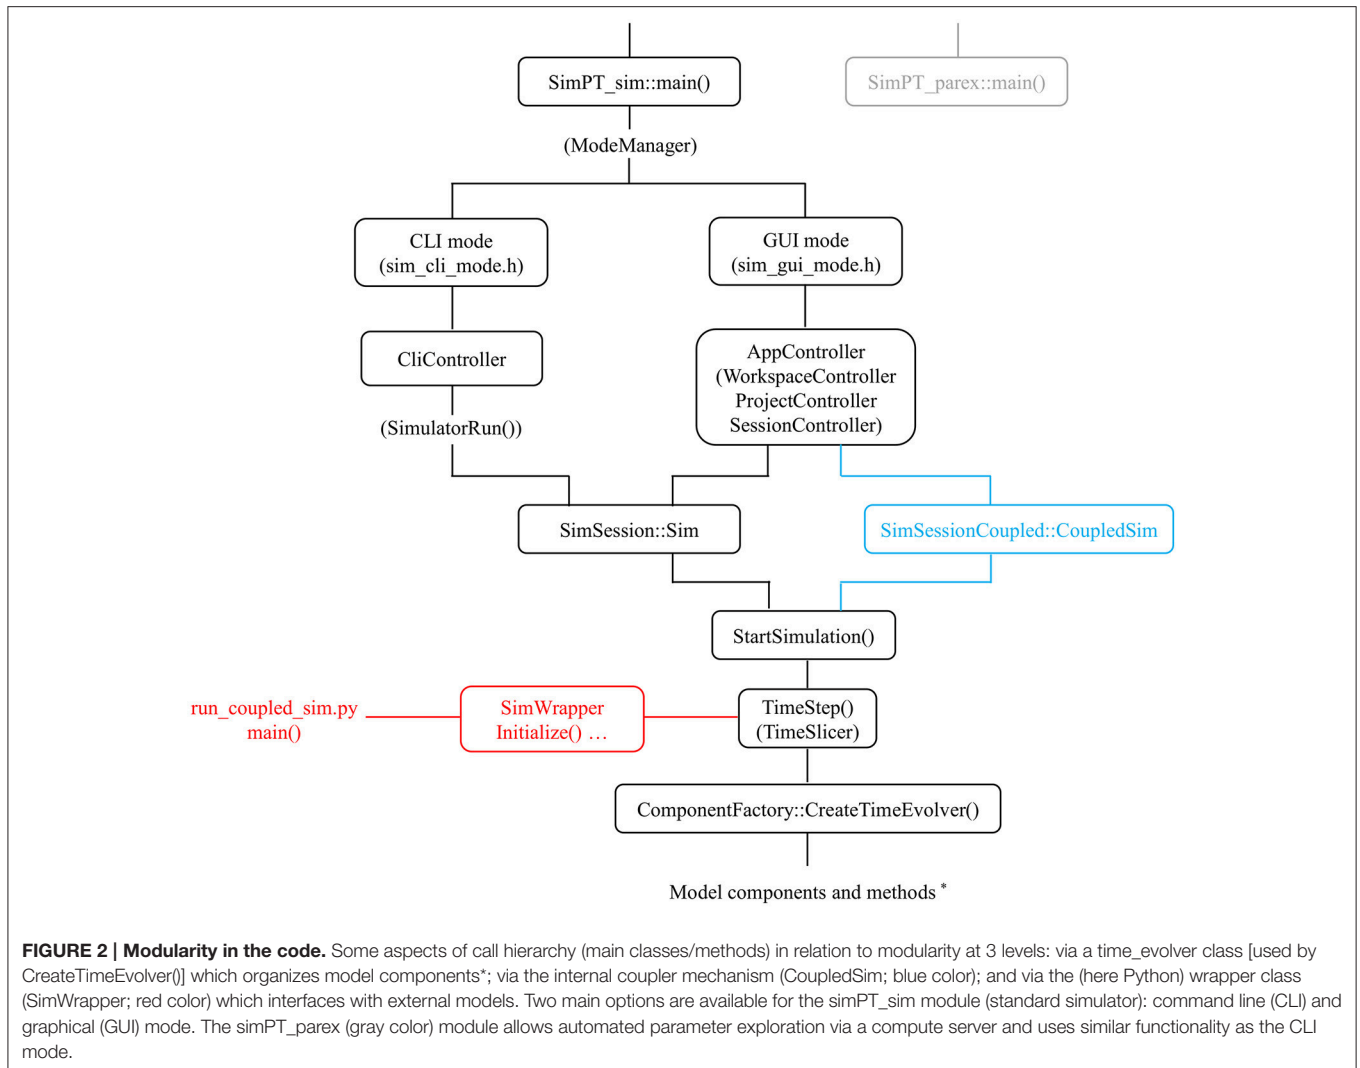 SimPT_sim::main()
SimPT_parex::main()
(ModeManager)
CLI mode
(sim_cli_mode.h)
GUI mode
(sim_gui_mode.h)
CliController
AppController
(WorkspaceController
ProjectController
SessionController)
(SimulatorRun())
SimSession::Sim
SimSessionCoupled::CoupledSim
StartSimulation()
run_coupled_sim.py
main()
SimWrapper
Initialize() …
TimeStep()
(TimeSlicer)
ComponentFactory::CreateTimeEvolver()
Model components and methods *
FIGURE 2 | Modularity in the code. Some aspects of call hierarchy (main classes/methods) in relation to modularity at 3 levels: via a time_evolver class [used by
CreateTimeEvolver()] which organizes model components*; via the internal coupler mechanism (CoupledSim; blue color); and via the (here Python) wrapper class
(SimWrapper; red color) which interfaces with external models. Two main options are available for the simPT_sim module (standard simulator): command line (CLI) and
graphical (GUI) mode. The simPT_parex (gray color) module allows automated parameter exploration via a compute server and uses similar functionality as the CLI
mode.